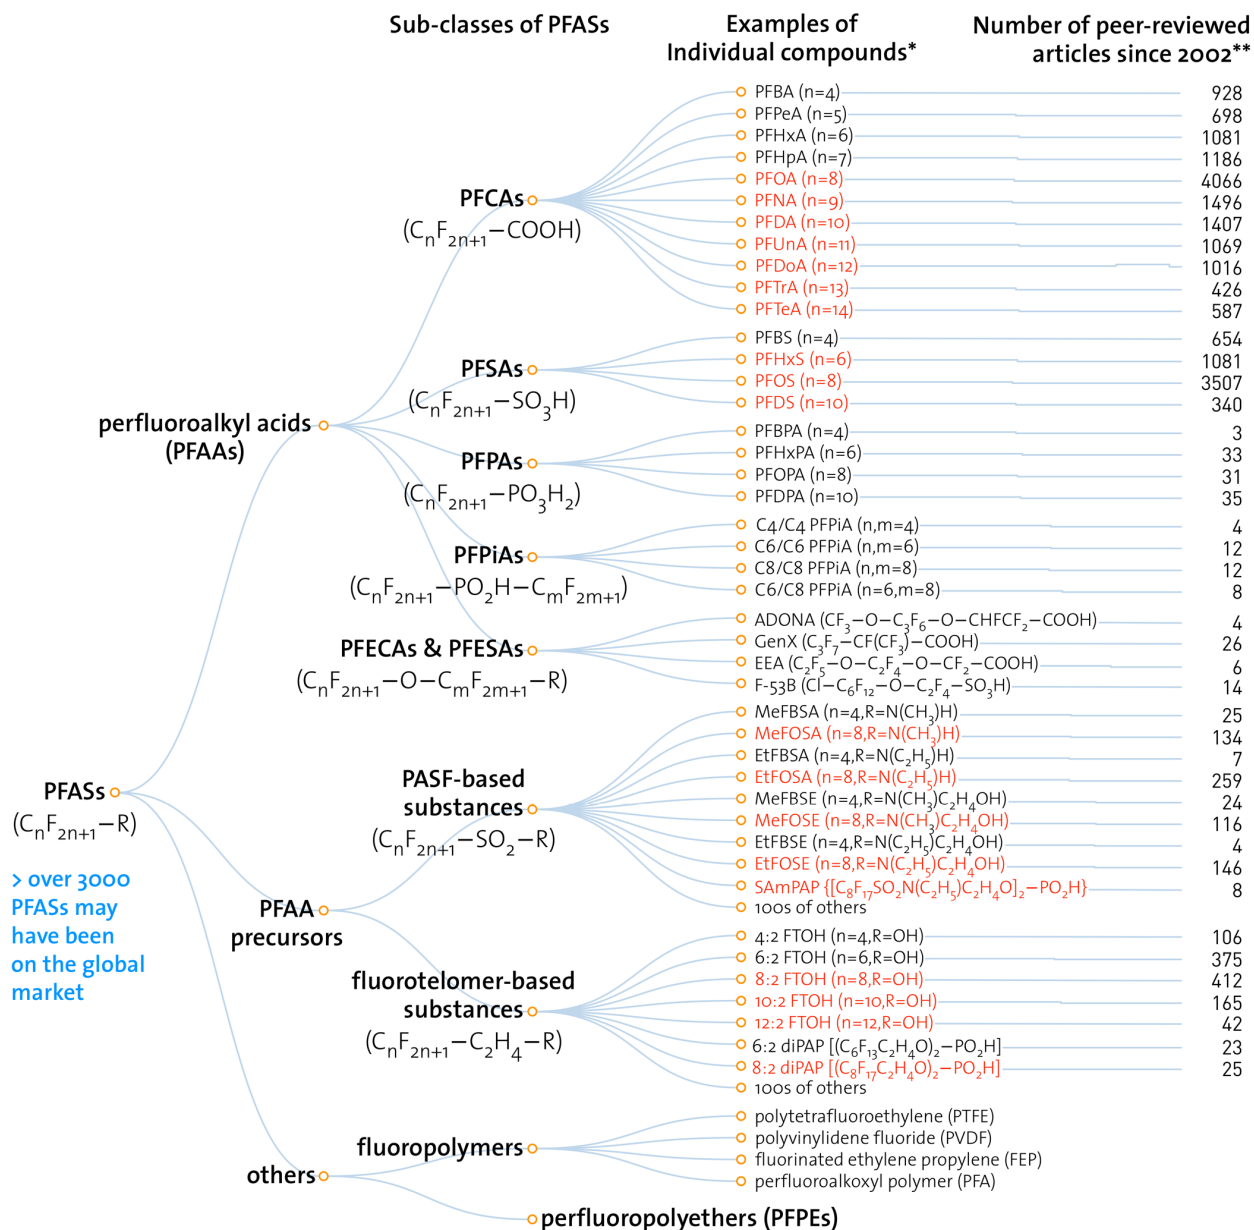 Sub-classes of PFASs
Examples of
Individual compounds*
Number of peer-reviewed
articles since 2002**
PFASs
(CnF2n+1–R)
> over 3000
PFASs may
have been
on the global
market
perfluoroalkyl acids
(PFAAs)
PFCAs
(CnF2n+1–COOH)
PFBA (n=4) 928
PFPeA (n=5) 698
PFHxA (n=6) 1081
PFHpA (n=7) 1186
PFOA (n=8) 4066
PFNA (n=9) 1496
PFDA (n=10) 1407
PFUnA (n=11) 1069
PFDoA (n=12) 1016
PFTrA (n=13) 426
PFTeA (n=14) 587
PFSAs
(CnF2n+1–SO3H)
PFBS (n=4) 654
PFHxS (n=6) 1081
PFOS (n=8) 3507
PFDS (n=10) 340
PFPAs
(CnF2n+1–PO3H2)
PFBPA (n=4) 3
PFHxPA (n=6) 33
PFOPA (n=8) 31
PFDPA (n=10) 35
PFPiAs
(CnF2n+1–PO2H–CmF2m+1)
C4/C4 PFPiA (n,m=4) 4
C6/C6 PFPiA (n,m=6) 12
C8/C8 PFPiA (n,m=8) 12
C6/C8 PFPiA (n=6,m=8) 8
PFECAs & PFESAs
(CnF2n+1–O–CmF2m+1–R)
ADONA (CF3–O–C3F6–O–CHFCF2–COOH) 4
GenX (C3F7–CF(CF3)–COOH) 26
EEA (C2F5–O–C2F4–O–CF2–COOH) 6
F-53B (Cl–C6F12–O–C2F4–SO3H) 14
PFAA
precursors
PASF-based
substances
(CnF2n+1–SO2–R)
MeFBSA (n=4,R=N(CH3)H) 25
MeFOSA (n=8,R=N(CH3)H) 134
EtFBSA (n=4,R=N(C2H5)H) 7
EtFOSA (n=8,R=N(C2H5)H) 259
MeFBSE (n=4,R=N(CH3)C2H4OH) 24
MeFOSE (n=8,R=N(CH3)C2H4OH) 116
EtFBSE (n=4,R=N(C2H5)C2H4OH) 4
EtFOSE (n=8,R=N(C2H5)C2H4OH) 146
SAmPAP {[C8F17SO2N(C2H5)C2H4O]2–PO2H} 8
100s of others
fluorotelomer-based
substances
(CnF2n+1–C2H4–R)
4:2 FTOH (n=4,R=OH) 106
6:2 FTOH (n=6,R=OH) 375
8:2 FTOH (n=8,R=OH) 412
10:2 FTOH (n=10,R=OH) 165
12:2 FTOH (n=12,R=OH) 42
6:2 diPAP [(C6F13C2H4O)2–PO2H] 23
8:2 diPAP [(C8F17C2H4O)2–PO2H] 25
100s of others
others
fluoropolymers
polytetrafluoroethylene (PTFE)
polyvinylidene fluoride (PVDF)
fluorinated ethylene propylene (FEP)
perfluoroalkoxyl polymer (PFA)
perfluoropolyethers (PFPEs)